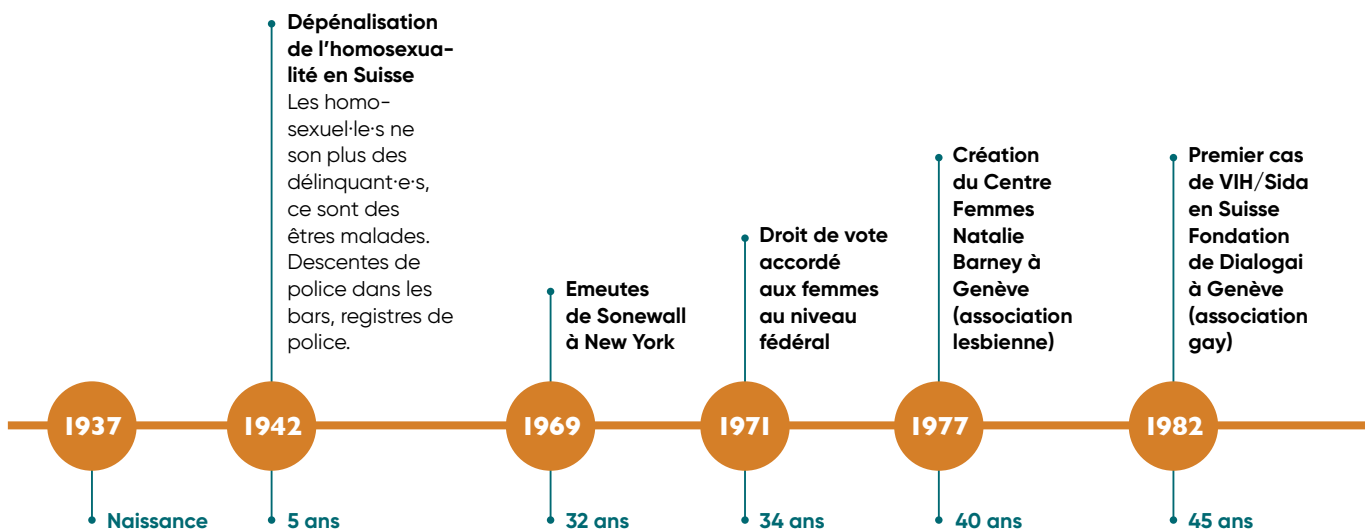 Dépénalisation
de l'homosexua-
lité en Suisse
Les homo-
sexuel·le·s ne
son plus des
délinquant·e·s,
ce sont des
êtres malades.
Descentes de
police dans les
bars, registres de
police.
Emeutes
de Sonewall
à New York
Droit de vote
accordé
aux femmes
au niveau
fédéral
Création
du Centre
Femmes
Natalie
Barney à
Genève
(association
lesbienne)
Premier cas
de VIH/Sida
en Suisse
Fondation
de Dialogai
à Genève
(association
gay)
1937
1942
1969
1971
1977
1982
Naissance
5 ans
32 ans
34 ans
40 ans
45 ans